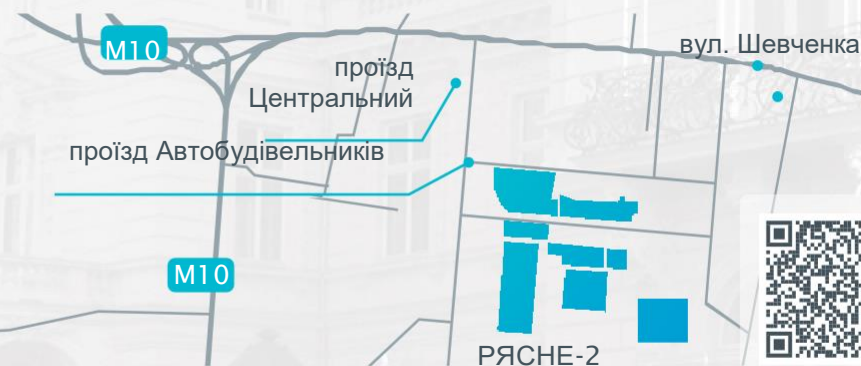 M10
вул. Шевченка
проїзд
Центральний
проїзд Автобудівельників
M10
РЯСНЕ-2